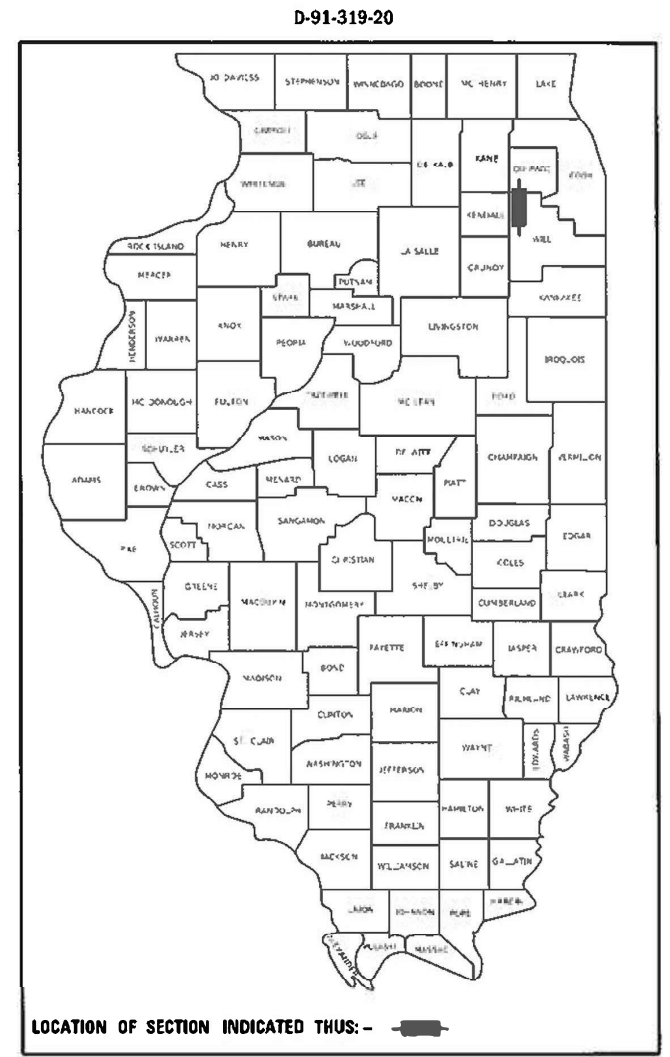 D-91-319-20
JO DAVIESS STEPHENSON WINNEBAGO BOONE MC HENRY LAKE
CARROLL OGLE
DE KALB KANE DU PAGE COOK
WHITESIDE LEE
KENDALL
ROCK ISLAND HENRY BUREAU LA SALLE WILL
MERCER GRUNDY
PUTNAM
STARK MARSHALL KANKAKEE
HENDERSON WARREN KNOX PEORIA WOODFORD LIVINGSTON
IROQUOIS
HANCOCK MC DONOUGH FULTON TAZEWELL MC LEAN FORD
MASON
SCHUYLER LOGAN DE WITT CHAMPAIGN VERMILION
ADAMS BROWN CASS MENARD PIATT
MACON
PIKE SCOTT MORGAN SANGAMON MOULTRIE DOUGLAS EDGAR
CHRISTIAN COLES
CALHOUN GREENE MACOUPIN MONTGOMERY SHELBY CUMBERLAND CLARK
JERSEY FAYETTE EFFINGHAM JASPER CRAWFORD
MADISON BOND
CLAY RICHLAND LAWRENCE
CLINTON MARION
ST. CLAIR WAYNE EDWARDS WABASH
MONROE WASHINGTON JEFFERSON
RANDOLPH PERRY HAMILTON WHITE
FRANKLIN
JACKSON WILLIAMSON SALINE GALLATIN
UNION JOHNSON POPE HARDIN
ALEXANDER PULASKI MASSAC
LOCATION OF SECTION INDICATED THUS:-